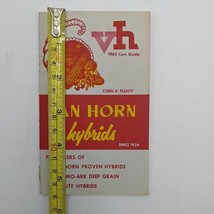 vh
1965 Corn Guide
CORN A' PLENTY
AN HORN
hybrids
SINCE 1934
ERS OF
HORN PROVEN HYBRIDS
MO-ARK DEEP GRAIN
ITY HYBRIDS